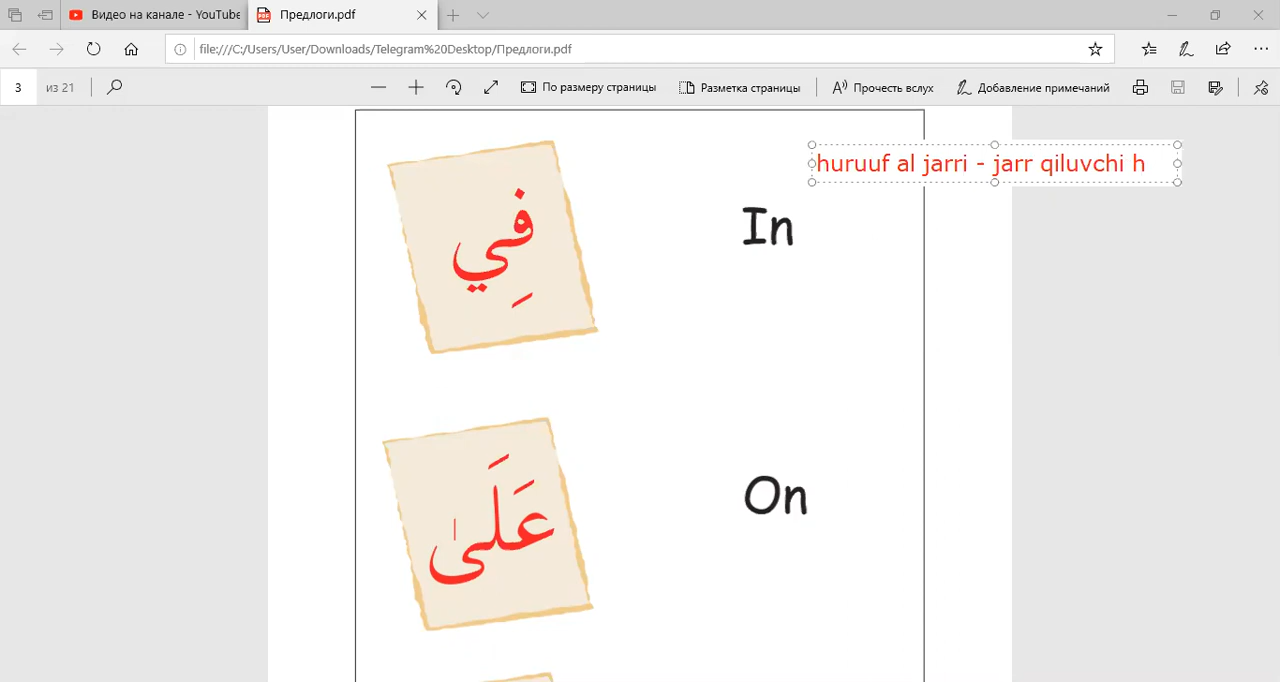 Видео на канале - YouTube
Предлоги.pdf
file:///C:/Users/User/Downloads/Telegram%20Desktop/Предлоги.pdf
3 из 21
По размеру страницы
Разметка страницы
Прочесть вслух
Добавление примечаний
huruuf al jarri - jarr qiluvchi h
فِي
In
عَلَىٰ
On